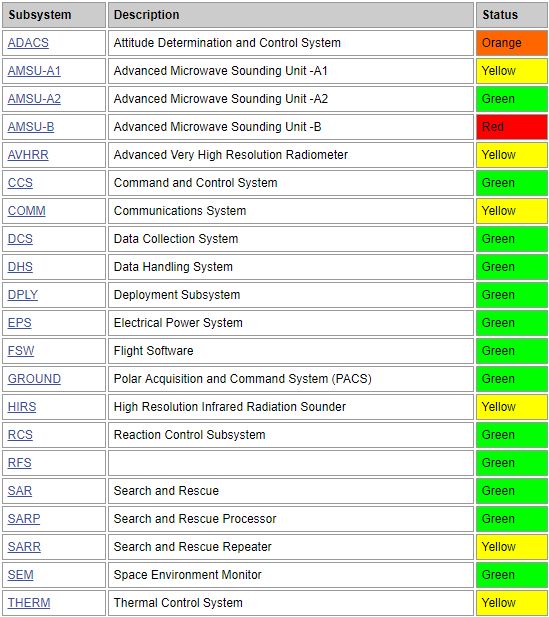 Subsystem Description Status
ADACS Attitude Determination and Control System Orange
AMSU-A1 Advanced Microwave Sounding Unit -A1 Yellow
AMSU-A2 Advanced Microwave Sounding Unit -A2 Green
AMSU-B Advanced Microwave Sounding Unit -B Red
AVHRR Advanced Very High Resolution Radiometer Yellow
CCS Command and Control System Green
COMM Communications System Yellow
DCS Data Collection System Green
DHS Data Handling System Green
DPLY Deployment Subsystem Green
EPS Electrical Power System Green
FSW Flight Software Green
GROUND Polar Acquisition and Command System (PACS) Green
HIRS High Resolution Infrared Radiation Sounder Yellow
RCS Reaction Control Subsystem Green
RFS Green
SAR Search and Rescue Green
SARP Search and Rescue Processor Green
SARR Search and Rescue Repeater Yellow
SEM Space Environment Monitor Green
THERM Thermal Control System Yellow